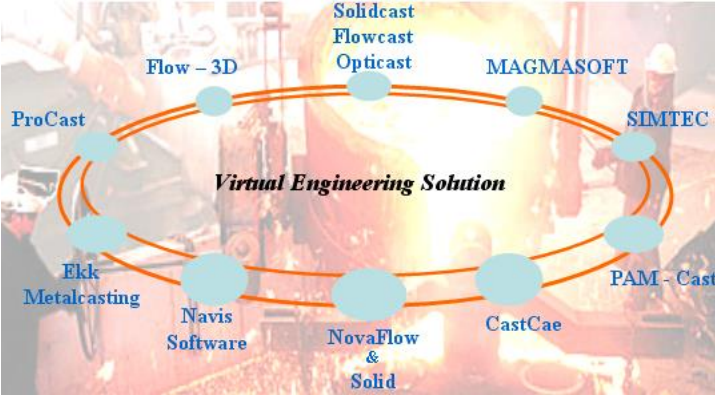 Solidcast
Flowcast
Opticast
Flow – 3D
MAGMASOFT
ProCast
SIMTEC
Virtual Engineering Solution
Ekk
Metalcasting
PAM - Cast
Navis
Software
CastCae
NovaFlow
&
Solid